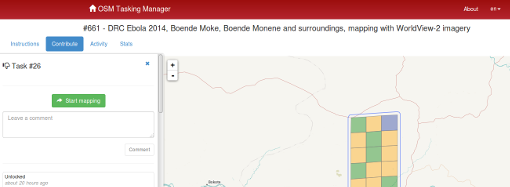 OSM Tasking Manager
About
en
#661 - DRC Ebola 2014, Boende Moke, Boende Monene and surroundings, mapping with WorldView-2 imagery
Instructions
Contribute
Activity
Stats
Task #26
×
+
-
Start mapping
Leave a comment
Comment
Unlocked
about 20 hours ago